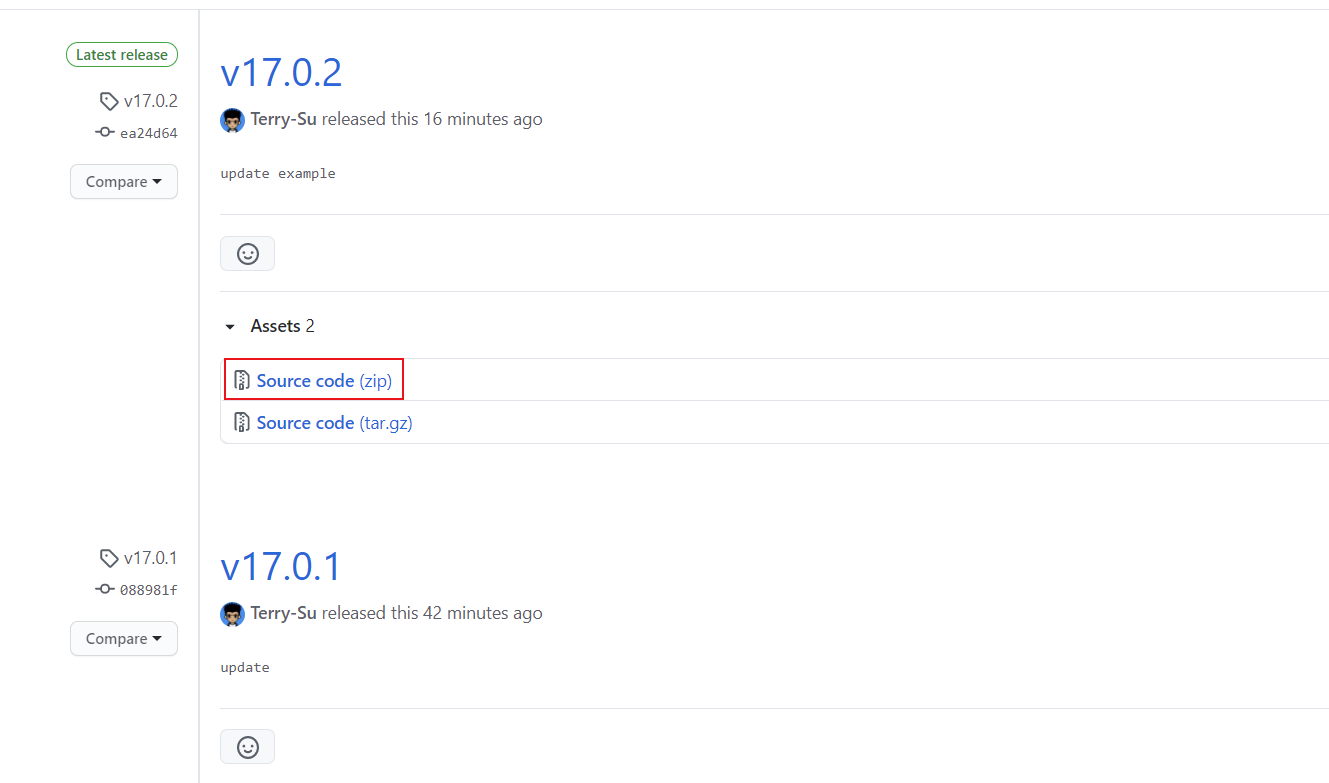 Latest release
v17.0.2
ea24d64
Compare
v17.0.2
Terry-Su released this 16 minutes ago
update example
Assets 2
Source code (zip)
Source code (tar.gz)
v17.0.1
088981f
Compare
v17.0.1
Terry-Su released this 42 minutes ago
update